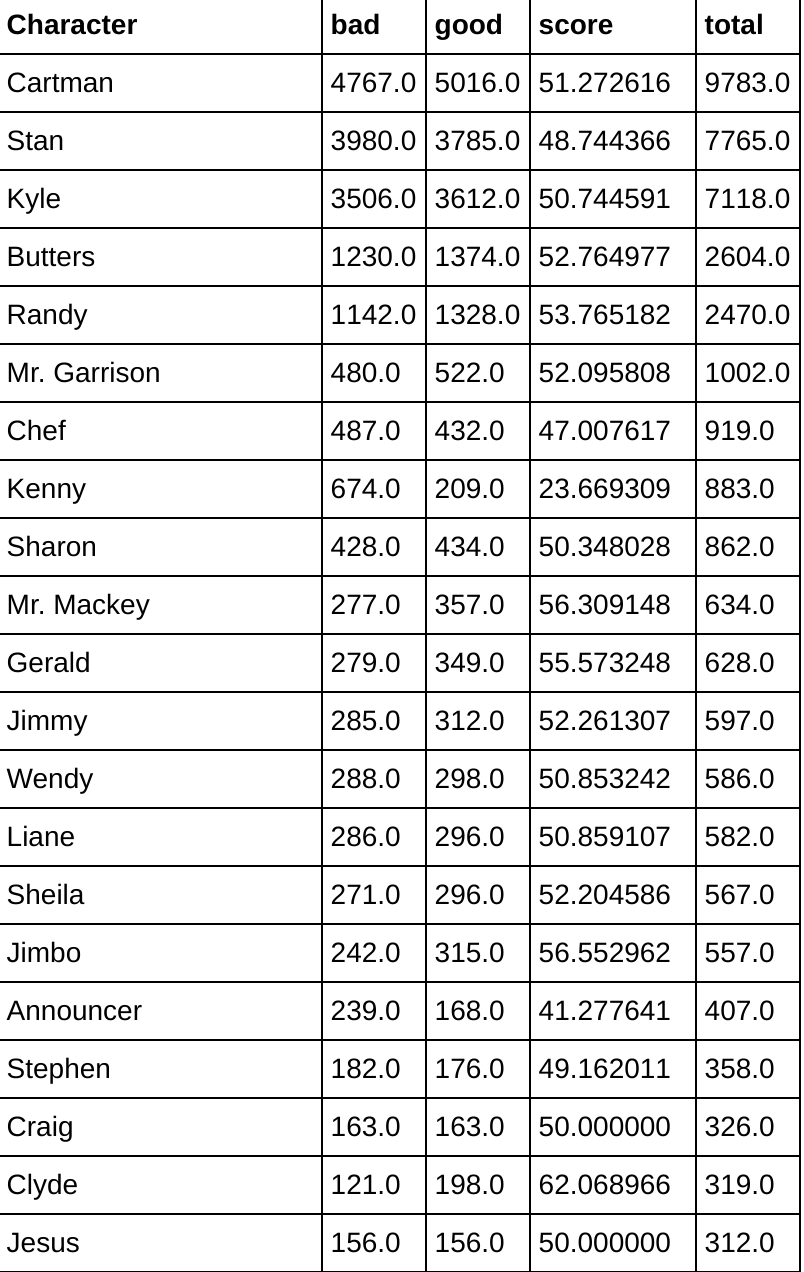 Character bad good score total
Cartman 4767.0 5016.0 51.272616 9783.0
Stan 3980.0 3785.0 48.744366 7765.0
Kyle 3506.0 3612.0 50.744591 7118.0
Butters 1230.0 1374.0 52.764977 2604.0
Randy 1142.0 1328.0 53.765182 2470.0
Mr. Garrison 480.0 522.0 52.095808 1002.0
Chef 487.0 432.0 47.007617 919.0
Kenny 674.0 209.0 23.669309 883.0
Sharon 428.0 434.0 50.348028 862.0
Mr. Mackey 277.0 357.0 56.309148 634.0
Gerald 279.0 349.0 55.573248 628.0
Jimmy 285.0 312.0 52.261307 597.0
Wendy 288.0 298.0 50.853242 586.0
Liane 286.0 296.0 50.859107 582.0
Sheila 271.0 296.0 52.204586 567.0
Jimbo 242.0 315.0 56.552962 557.0
Announcer 239.0 168.0 41.277641 407.0
Stephen 182.0 176.0 49.162011 358.0
Craig 163.0 163.0 50.000000 326.0
Clyde 121.0 198.0 62.068966 319.0
Jesus 156.0 156.0 50.000000 312.0